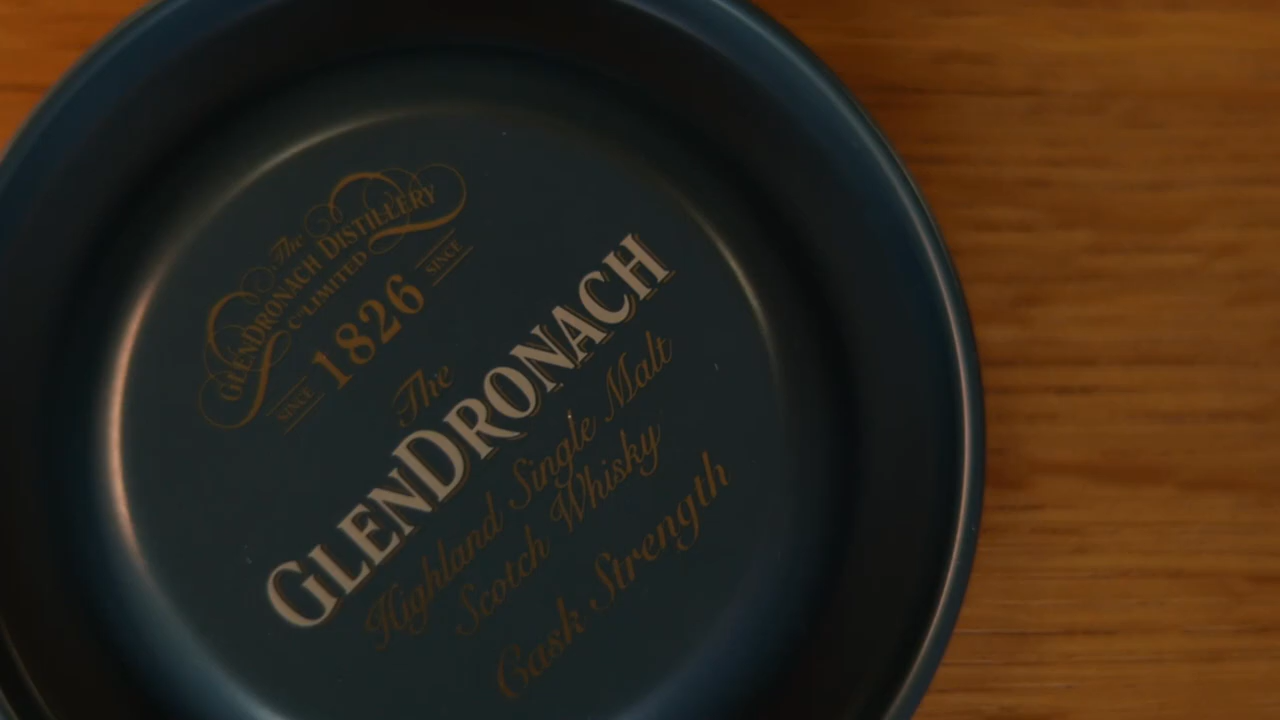 The
GLENDRONACH DISTILLERY
Co LIMITED
SINCE 1826 SINCE
The
GLENDRONACH
Highland Single Malt
Scotch Whisky
Cask Strength